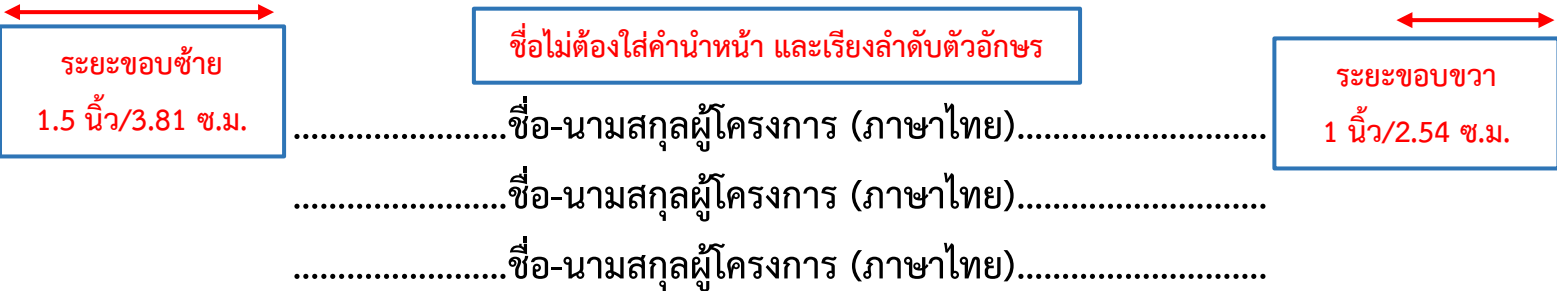 ชื่อไม่ต้องใส่คำนำหน้า และเรียงลำดับตัวอักษร
ระยะขอบซ้าย
1.5 นิ้ว/3.81 ซ.ม.
ระยะขอบขวา
1 นิ้ว/2.54 ซ.ม.
........................ชื่อ-นามสกุลผู้โครงการ (ภาษาไทย)............................
........................ชื่อ-นามสกุลผู้โครงการ (ภาษาไทย)............................
........................ชื่อ-นามสกุลผู้โครงการ (ภาษาไทย)............................